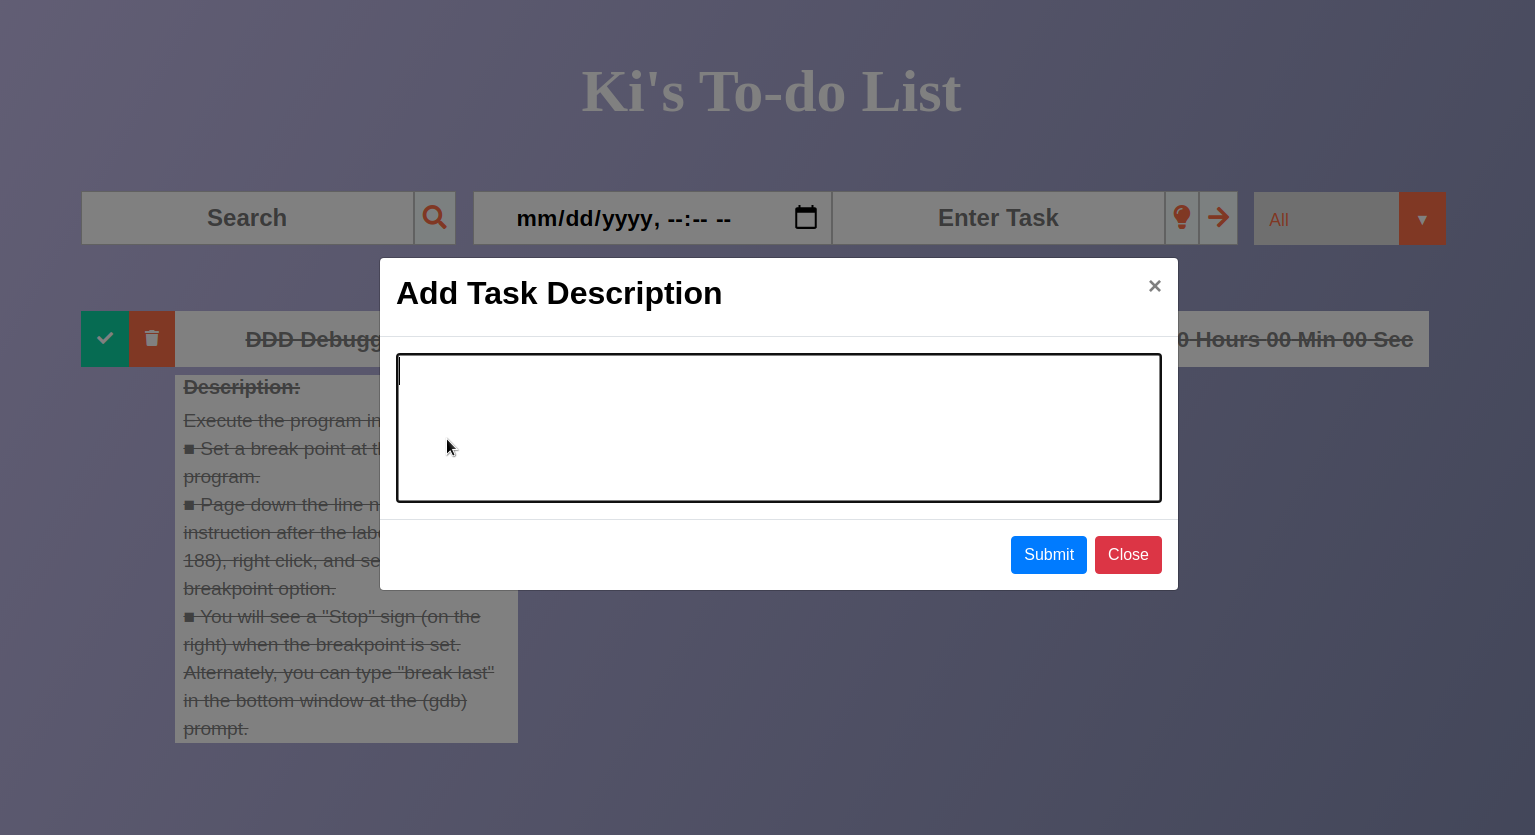 Ki's To-do List
Search
mm/dd/yyyy, --:-- --
Enter Task
All
▼
Add Task Description
×
DDD
0 Hours 00 Min 00 Sec
Description:
Execute the program in
■ Set a break point at
program.
■ Page down the line
instruction after the
188), right click, and
breakpoint option.
■ You will see a "Stop" sign (on the
right) when the breakpoint is set.
Alternately, you can type "break last"
in the bottom window at the (gdb)
prompt.
Submit
Close